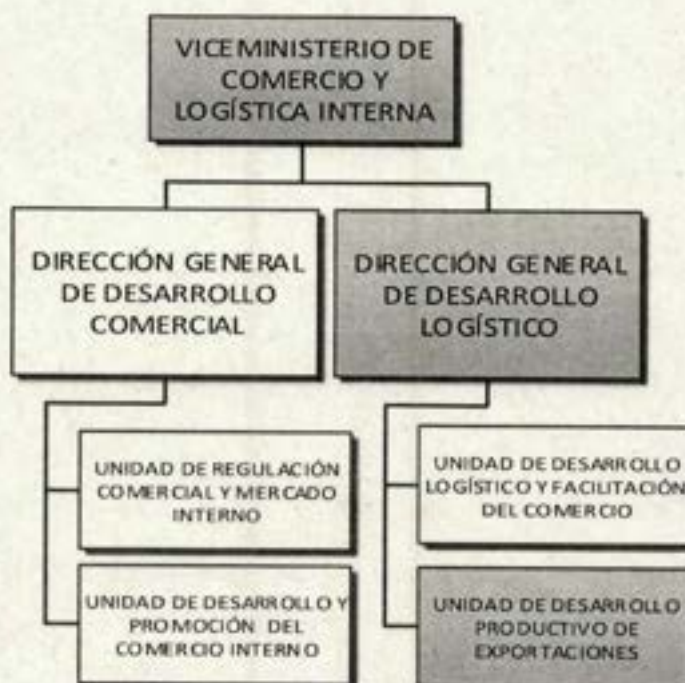 VICEMINISTERIO DE
COMERCIO Y
LOGÍSTICA INTERNA
DIRECCIÓN GENERAL
DE DESARROLLO
COMERCIAL
DIRECCIÓN GENERAL
DE DESARROLLO
LOGÍSTICO
UNIDAD DE REGULACIÓN
COMERCIAL Y MERCADO
INTERNO
UNIDAD DE DESARROLLO
LOGÍSTICO Y FACILITACIÓN
DEL COMERCIO
UNIDAD DE DESARROLLO Y
PROMOCIÓN DEL
COMERCIO INTERNO
UNIDAD DE DESARROLLO
PRODUCTIVO DE
EXPORTACIONES